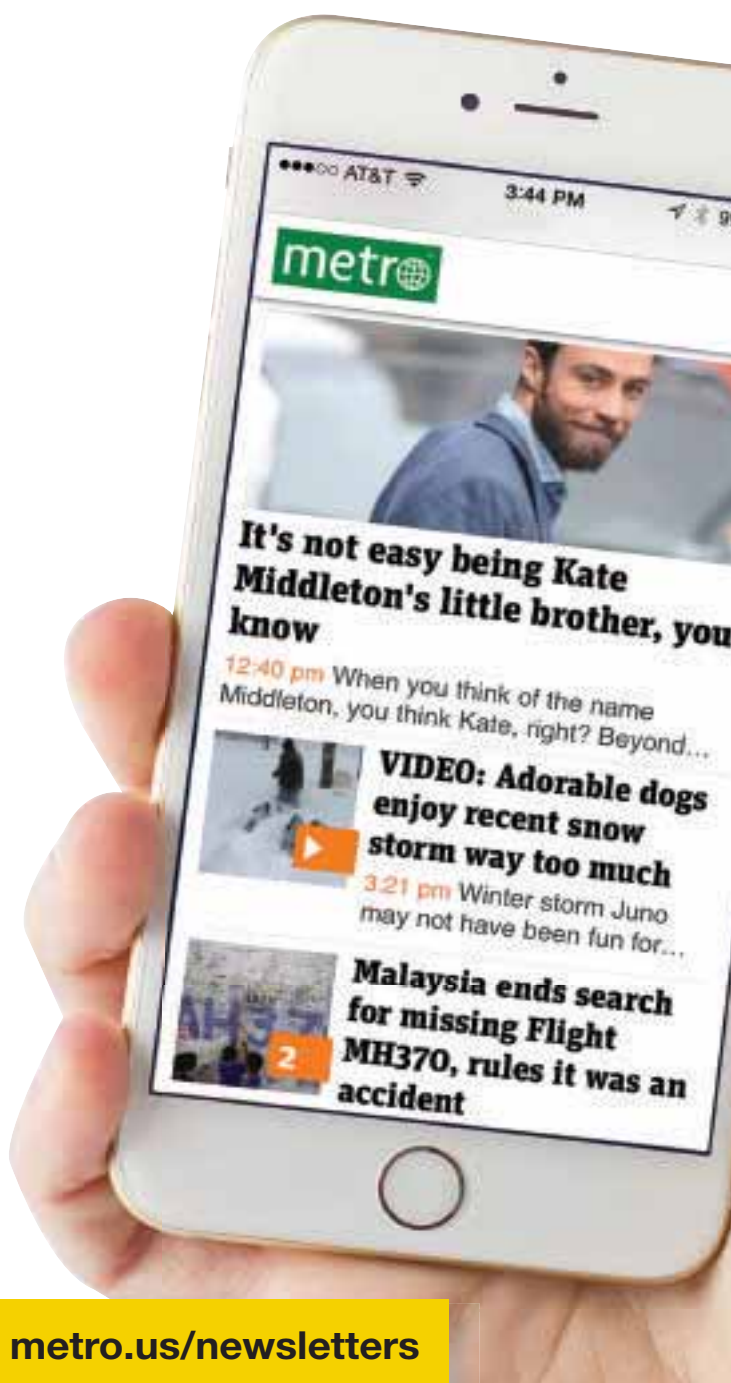 AT&T
3:44 PM
metro
It's not easy being Kate
Middleton's little brother, you
know
12:40 pm When you think of the name
Middleton, you think Kate, right? Beyond...
VIDEO: Adorable dogs
enjoy recent snow
storm way too much
3:21 pm Winter storm Juno
may not have been fun for...
Malaysia ends search
for missing Flight
MH370, rules it was an
accident
2
metro.us/newsletters